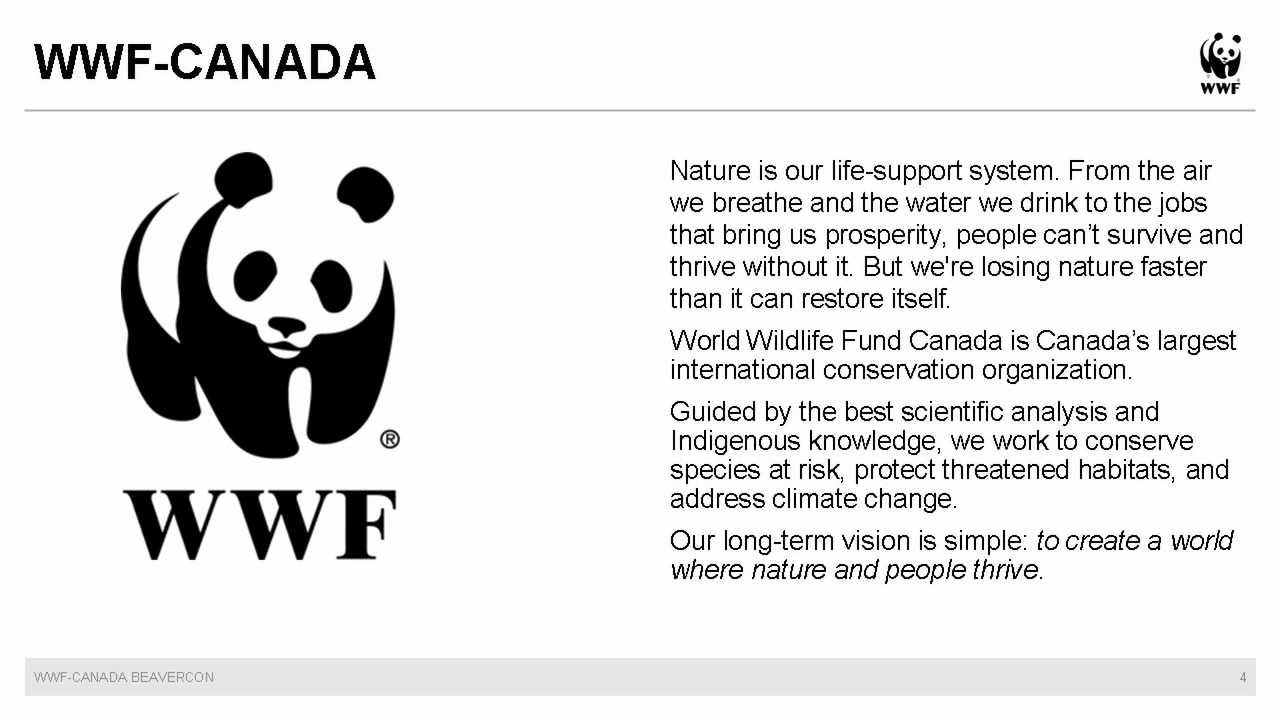 WWF-CANADA
WWF
Nature is our life-support system. From the air
we breathe and the water we drink to the jobs
that bring us prosperity, people can’t survive and
thrive without it. But we're losing nature faster
than it can restore itself.
World Wildlife Fund Canada is Canada’s largest
international conservation organization.
Guided by the best scientific analysis and
Indigenous knowledge, we work to conserve
species at risk, protect threatened habitats, and
address climate change.
Our long-term vision is simple: to create a world
where nature and people thrive.
®
WWF
WWF-CANADA BEAVERCON
4